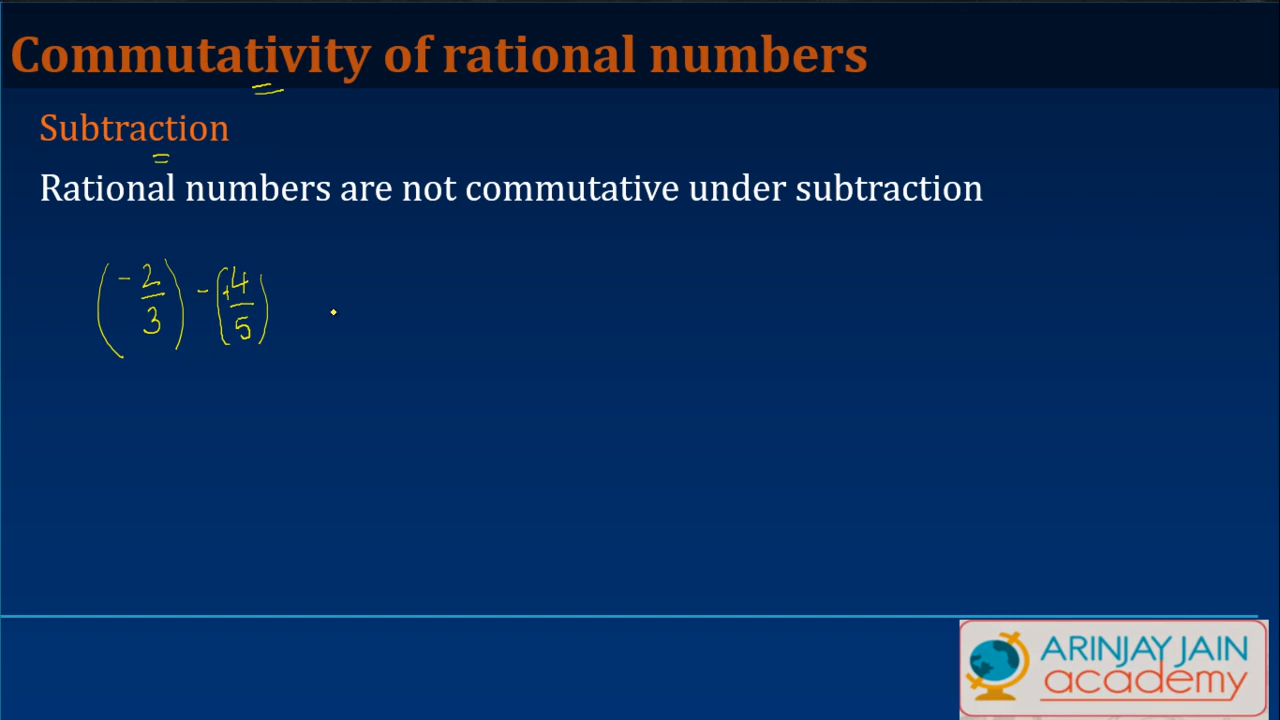 Commutativity of rational numbers
Subtraction
Rational numbers are not commutative under subtraction
(-2/3) - (+4/5)
ARINJAY JAIN
academy